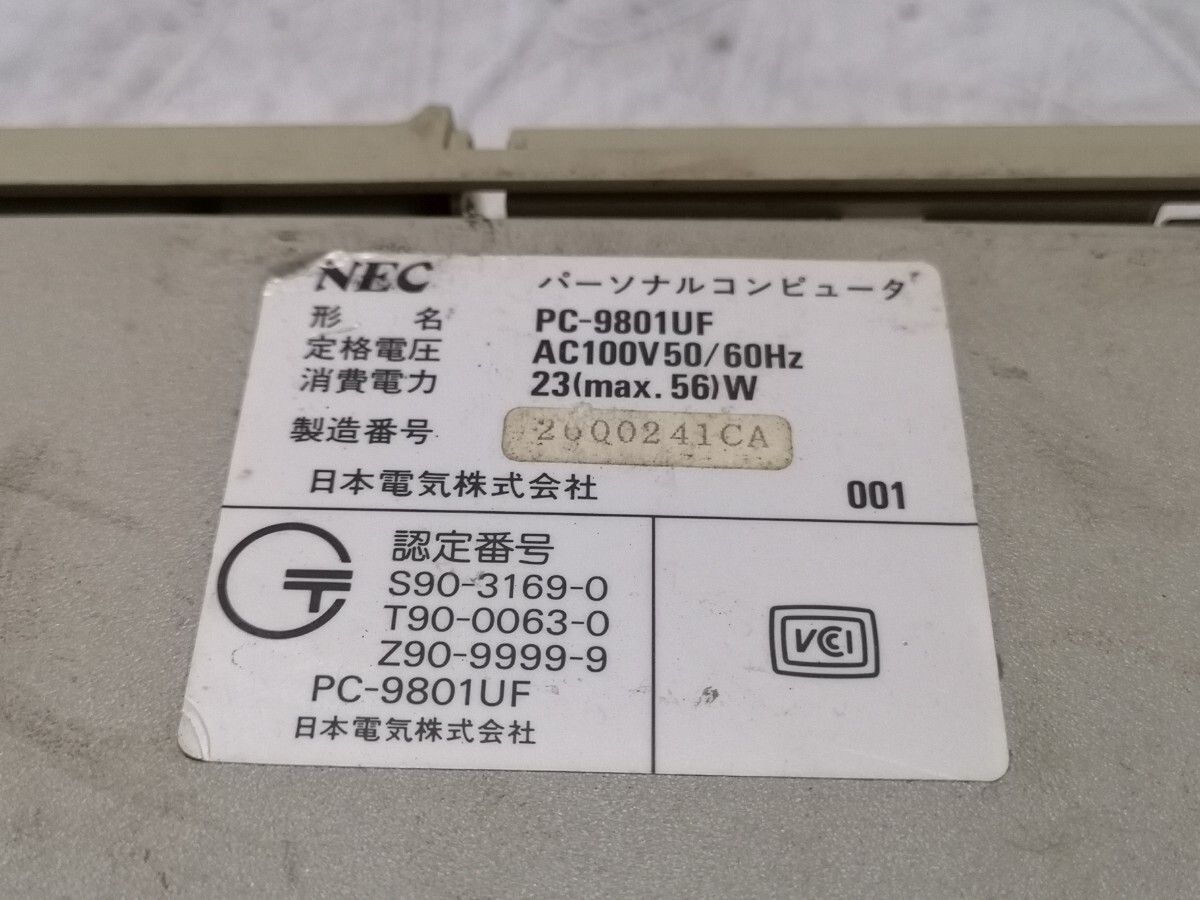 NEC パーソナルコンピュータ
形名 PC-9801UF
定格電圧 AC100V50/60Hz
消費電力 23(max.56)W
製造番号 26Q0241CA
日本電気株式会社 001
認定番号
S90-3169-0
T90-0063-0
Z90-9999-9
PC-9801UF
日本電気株式会社
VCCI